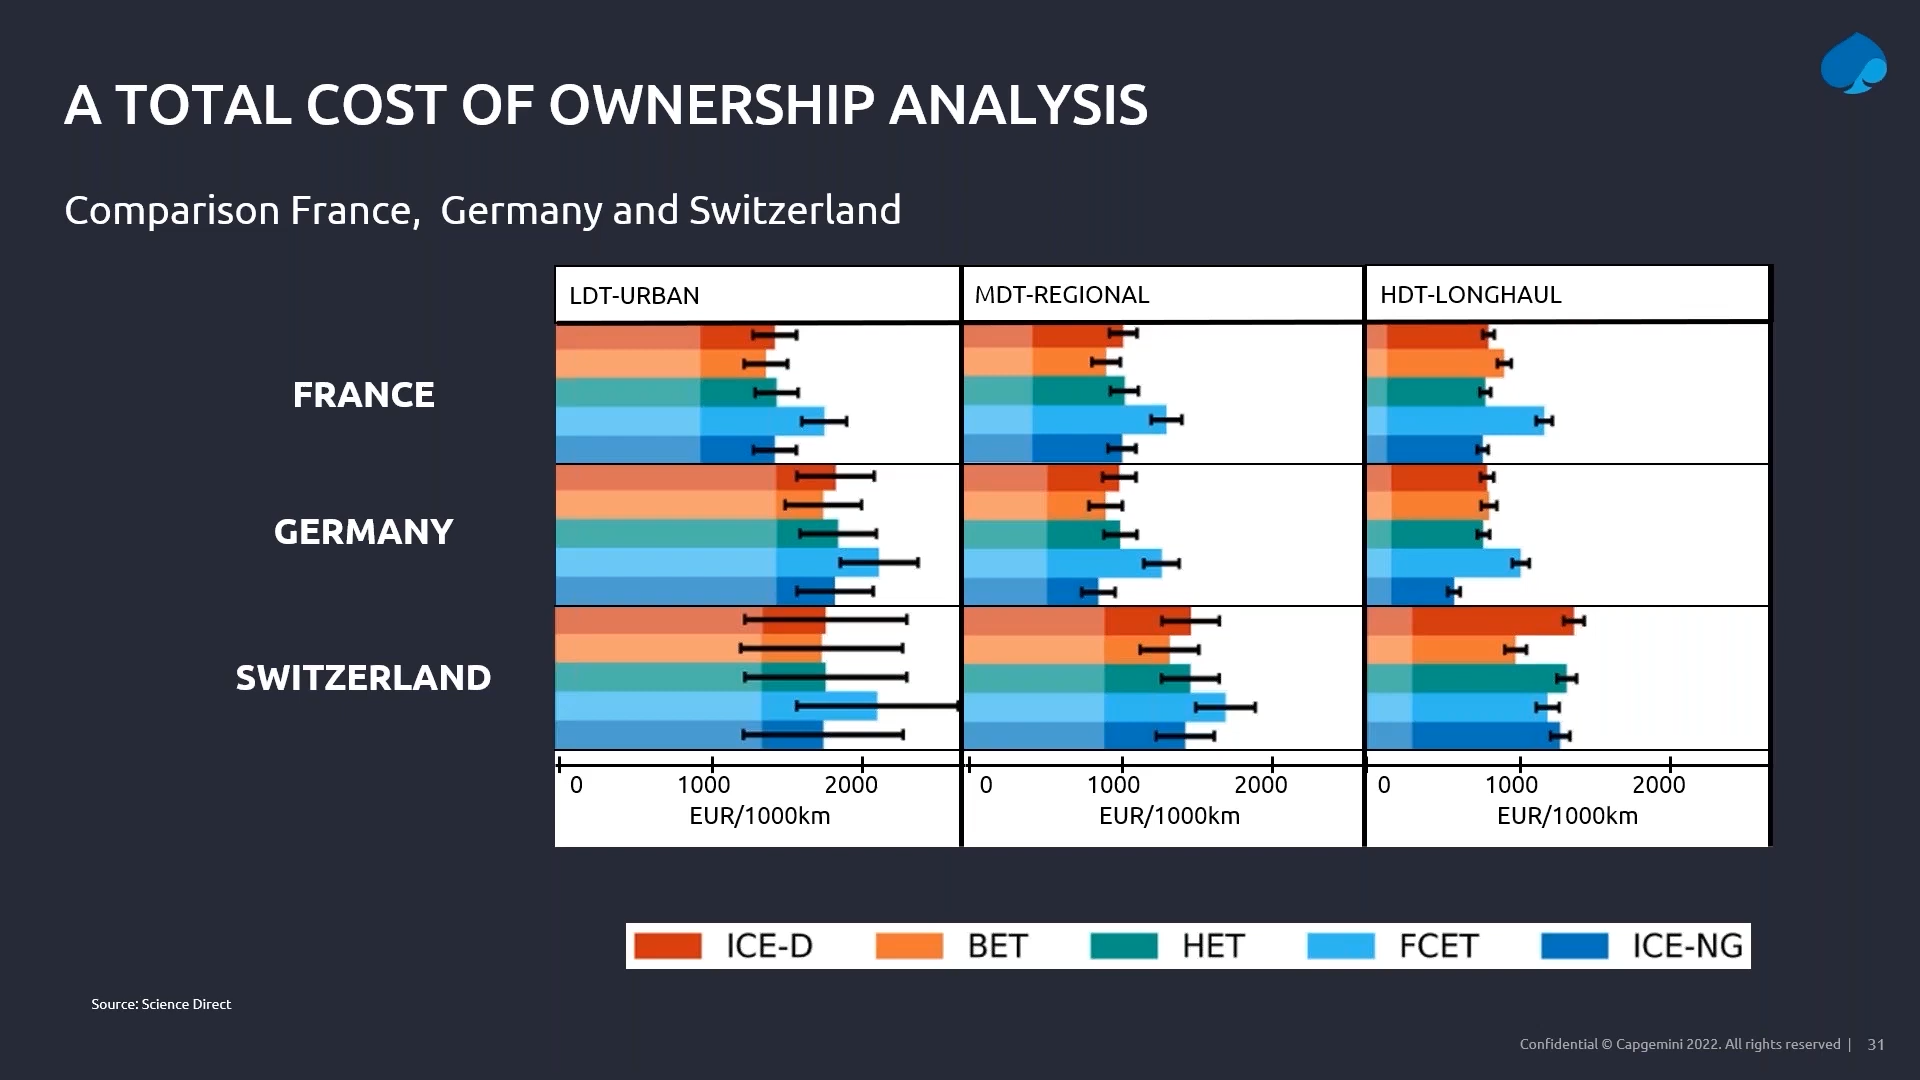 A TOTAL COST OF OWNERSHIP ANALYSIS
Comparison France, Germany and Switzerland
LDT-URBAN MDT-REGIONAL HDT-LONGHAUL
FRANCE
GERMANY
SWITZERLAND
0 1000 2000 0 1000 2000 0 1000 2000
EUR/1000km EUR/1000km EUR/1000km
ICE-D BET HET FCET ICE-NG
Source: Science Direct
Confidential © Capgemini 2022. All rights reserved | 31